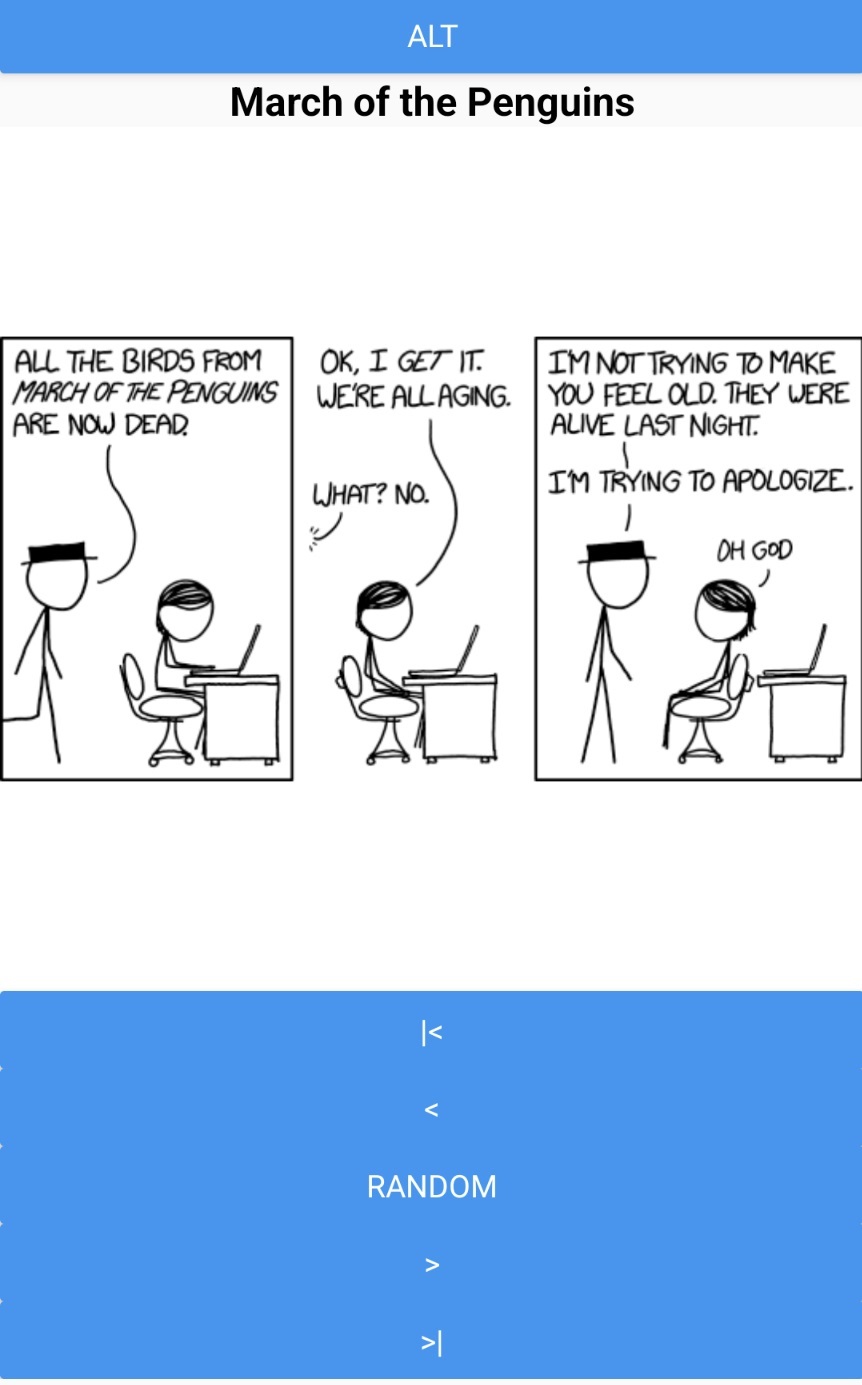 ALT
March of the Penguins
ALL THE BIRDS FROM
MARCH OF THE PENGUINS
ARE NOW DEAD.
OK, I GET IT.
WE'RE ALL AGING.
WHAT? NO.
I'M NOT TRYING TO MAKE
YOU FEEL OLD. THEY WERE
ALIVE LAST NIGHT.
I'M TRYING TO APOLOGIZE.
OH GOD
|<
<
RANDOM
>
>|